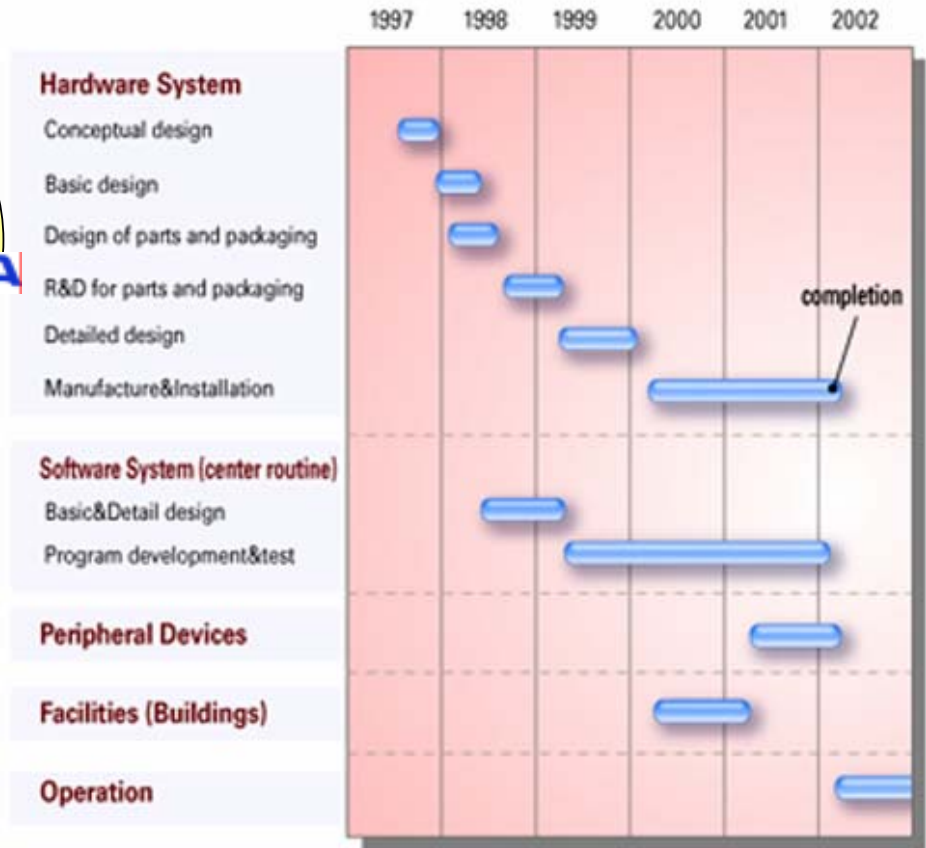 1997 1998 1999 2000 2001 2002
Hardware System
Conceptual design
Basic design
Design of parts and packaging
A
R&D for parts and packaging
completion
Detailed design
Manufacture&Installation
Software System (center routine)
Basic&Detail design
Program development&test
Peripheral Devices
Facilities (Buildings)
Operation